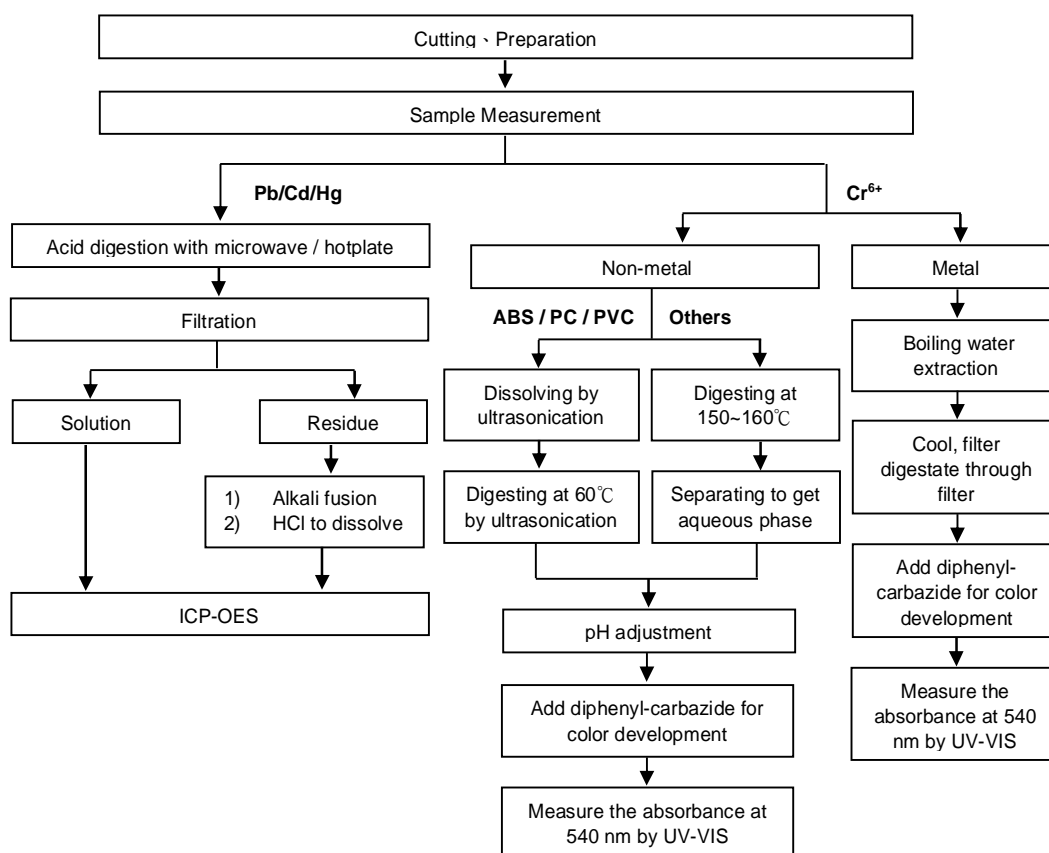 Cutting、Preparation
Sample Measurement
Pb/Cd/Hg
Cr6+
Acid digestion with microwave / hotplate
Non-metal
Metal
Filtration
ABS / PC / PVC
Others
Boiling water
extraction
Solution
Residue
Dissolving by
ultrasonication
Digesting at
150~160℃
Cool, filter
digestate through
filter
1) Alkali fusion
2) HCl to dissolve
Digesting at 60℃
by ultrasonication
Separating to get
aqueous phase
Add diphenyl-
carbazide for color
development
ICP-OES
pH adjustment
Measure the
absorbance at 540
nm by UV-VIS
Add diphenyl-carbazide for
color development
Measure the absorbance at
540 nm by UV-VIS